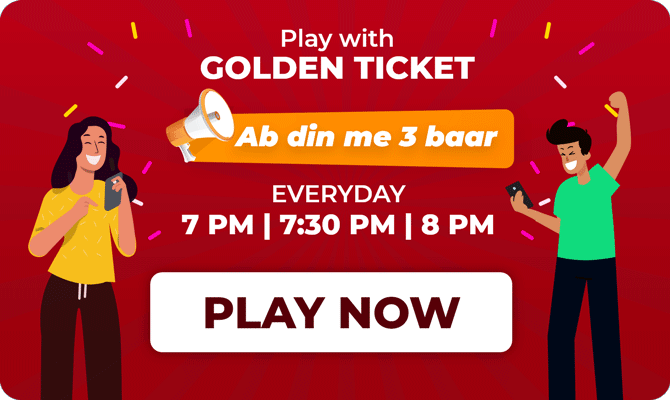 Play with
GOLDEN TICKET
Ab din me 3 baar
EVERYDAY
7 PM | 7:30 PM | 8 PM
PLAY NOW